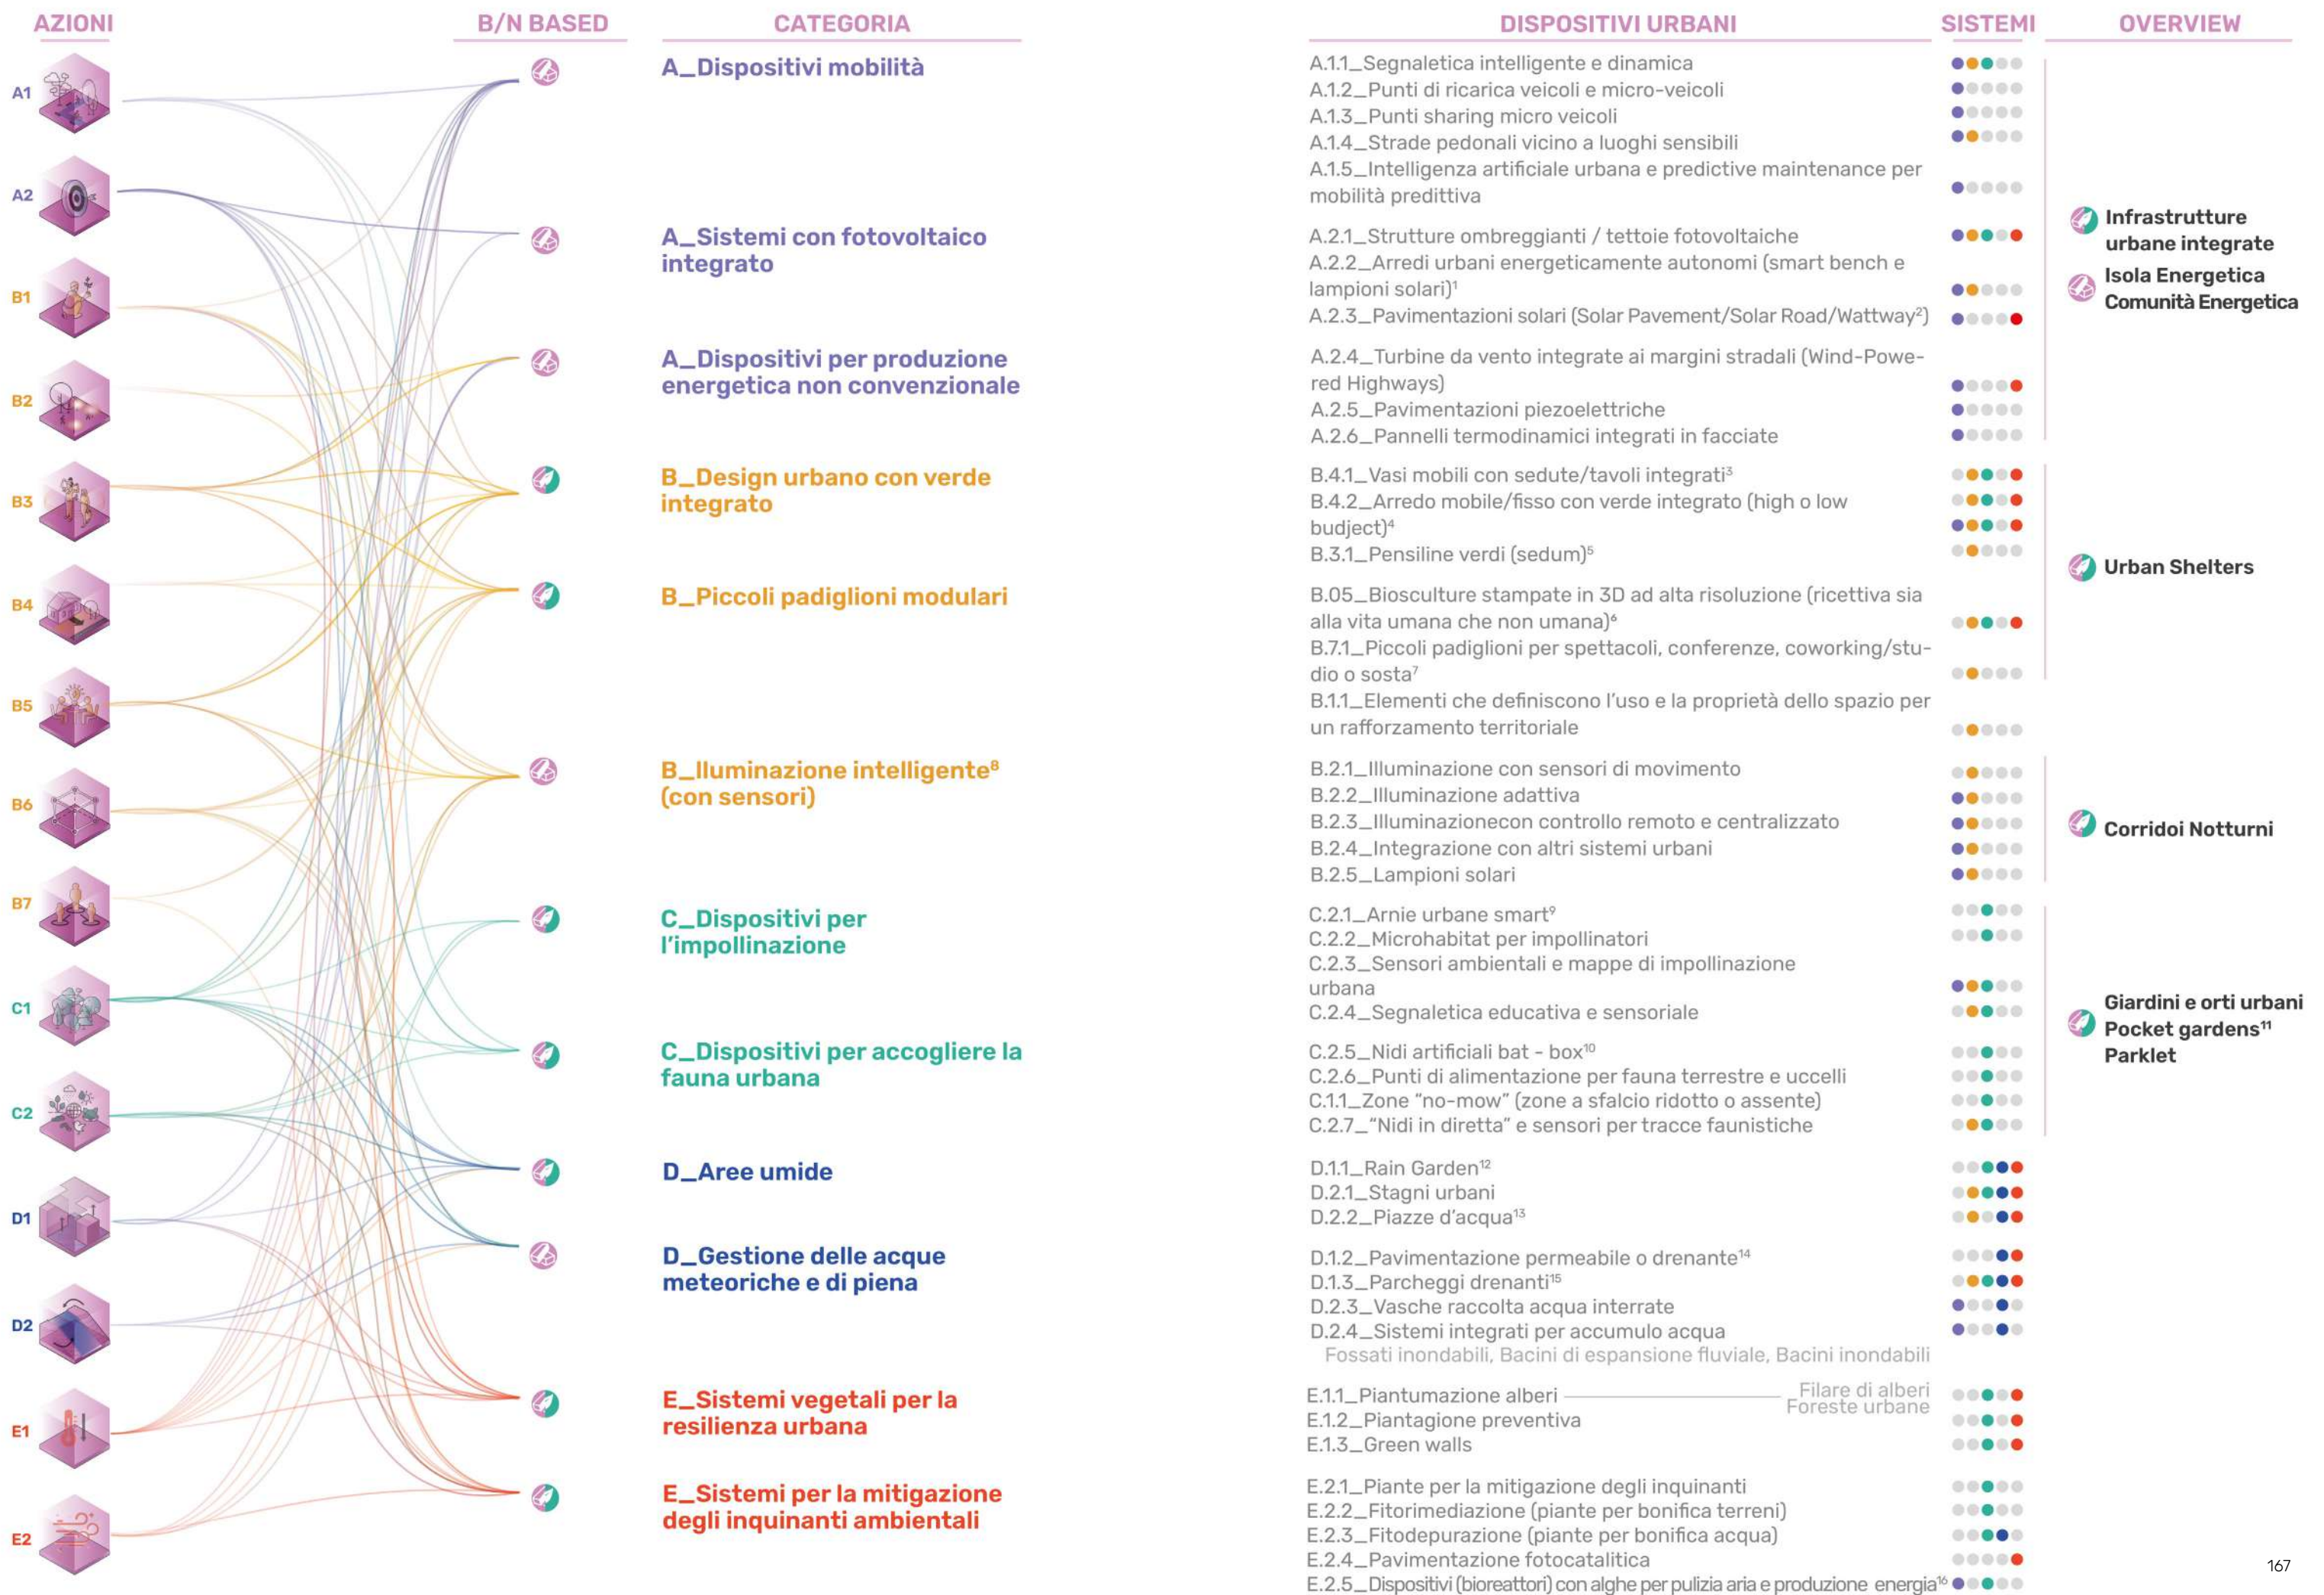 AZIONI
B/N BASED
CATEGORIA
DISPOSITIVI URBANI
SISTEMI
OVERVIEW
A1
A2
B1
B2
B3
B4
B5
B6
B7
C1
C2
D1
D2
E1
E2
A_Dispositivi mobilità
A_Sistemi con fotovoltaico
integrato
A_Dispositivi per produzione
energetica non convenzionale
B_Design urbano con verde
integrato
B_Piccoli padiglioni modulari
B_Iluminazione intelligente⁸
(con sensori)
C_Dispositivi per
l'impollinazione
C_Dispositivi per accogliere la
fauna urbana
D_Aree umide
D_Gestione delle acque
meteoriche e di piena
E_Sistemi vegetali per la
resilienza urbana
E_Sistemi per la mitigazione
degli inquinanti ambientali
A.1.1_Segnaletica intelligente e dinamica
A.1.2_Punti di ricarica veicoli e micro-veicoli
A.1.3_Punti sharing micro veicoli
A.1.4_Strade pedonali vicino a luoghi sensibili
A.1.5_Intelligenza artificiale urbana e predictive maintenance per
mobilità predittiva
A.2.1_Strutture ombreggianti / tettoie fotovoltaiche
A.2.2_Arredi urbani energeticamente autonomi (smart bench e
lampioni solari)¹
A.2.3_Pavimentazioni solari (Solar Pavement/Solar Road/Wattway²)
A.2.4_Turbine da vento integrate ai margini stradali (Wind-Powe-
red Highways)
A.2.5_Pavimentazioni piezoelettriche
A.2.6_Pannelli termodinamici integrati in facciate
B.4.1_Vasi mobili con sedute/tavoli integrati³
B.4.2_Arredo mobile/fisso con verde integrato (high o low
budject)⁴
B.3.1_Pensiline verdi (sedum)⁵
B.05_Biosculture stampate in 3D ad alta risoluzione (ricettiva sia
alla vita umana che non umana)⁶
B.7.1_Piccoli padiglioni per spettacoli, conferenze, coworking/stu-
dio o sosta⁷
B.1.1_Elementi che definiscono l'uso e la proprietà dello spazio per
un rafforzamento territoriale
B.2.1_Illuminazione con sensori di movimento
B.2.2_Illuminazione adattiva
B.2.3_Illuminazionecon controllo remoto e centralizzato
B.2.4_Integrazione con altri sistemi urbani
B.2.5_Lampioni solari
C.2.1_Arnie urbane smart⁹
C.2.2_Microhabitat per impollinatori
C.2.3_Sensori ambientali e mappe di impollinazione
urbana
C.2.4_Segnaletica educativa e sensoriale
C.2.5_Nidi artificiali bat - box¹⁰
C.2.6_Punti di alimentazione per fauna terrestre e uccelli
C.1.1_Zone “no-mow” (zone a sfalcio ridotto o assente)
C.2.7_“Nidi in diretta” e sensori per tracce faunistiche
D.1.1_Rain Garden¹²
D.2.1_Stagni urbani
D.2.2_Piazze d'acqua¹³
D.1.2_Pavimentazione permeabile o drenante¹⁴
D.1.3_Parcheggi drenanti¹⁵
D.2.3_Vasche raccolta acqua interrate
D.2.4_Sistemi integrati per accumulo acqua
Fossati inondabili, Bacini di espansione fluviale, Bacini inondabili
E.1.1_Piantumazione alberi
_Filare di alberi
Foreste urbane
E.1.2_Piantagione preventiva
E.1.3_Green walls
E.2.1_Piante per la mitigazione degli inquinanti
E.2.2_Fitorimediazione (piante per bonifica terreni)
E.2.3_Fitodepurazione (piante per bonifica acqua)
E.2.4_Pavimentazione fotocatalitica
E.2.5_Dispositivi (bioreattori) con alghe per pulizia aria e produzione energia¹⁶
Infrastrutture
urbane integrate
Isola Energetica
Comunità Energetica
Urban Shelters
Corridoi Notturni
Giardini e orti urbani
Pocket gardens¹¹
Parklet
167